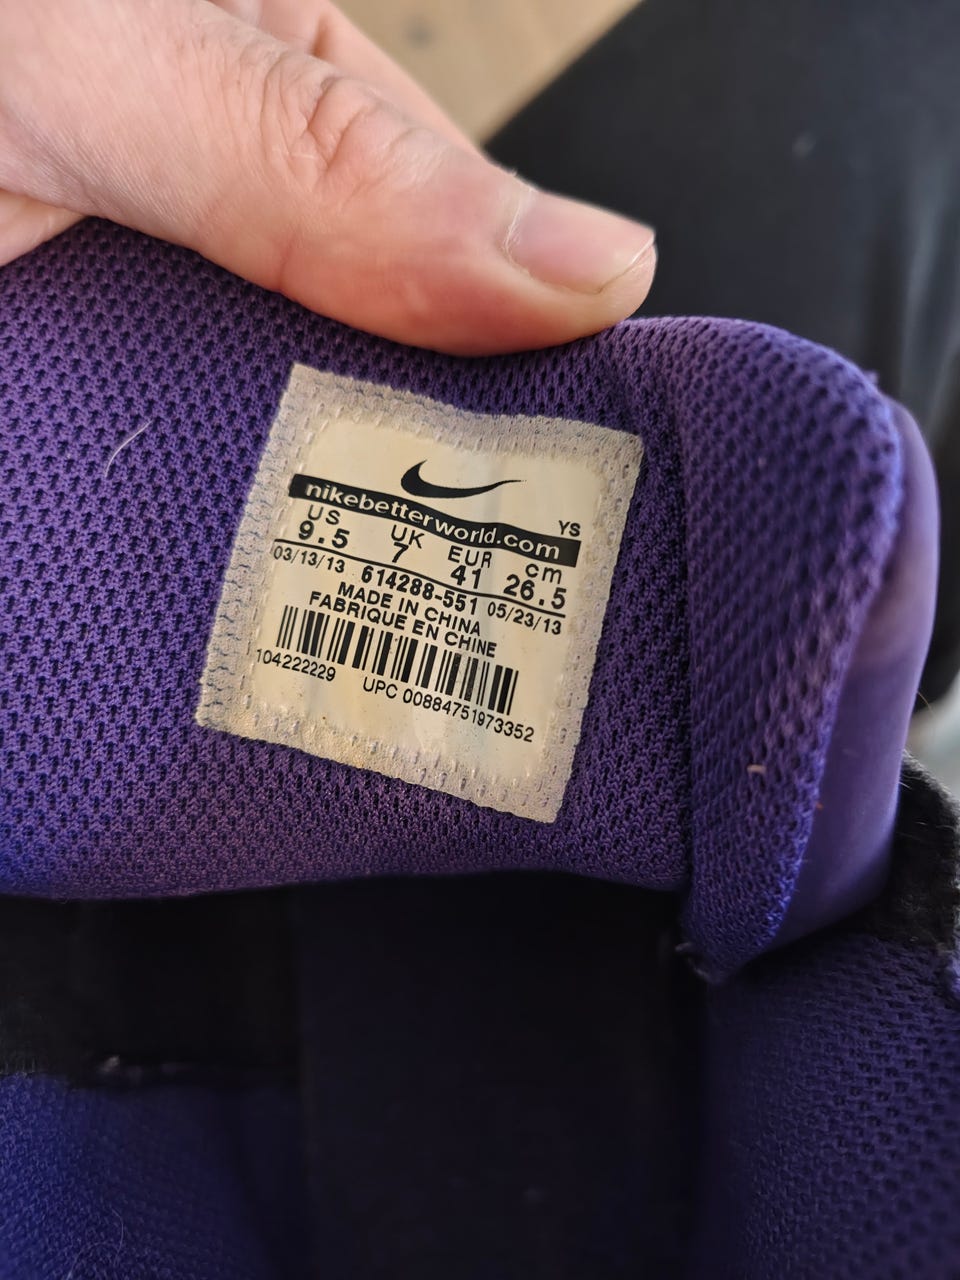 nikebetterworld.com
YS
US UK EUR cm
9.5 7 41 26.5
03/13/13 614288-551 05/23/13
MADE IN CHINA
FABRIQUE EN CHINE
104222229 UPC 00884751973352